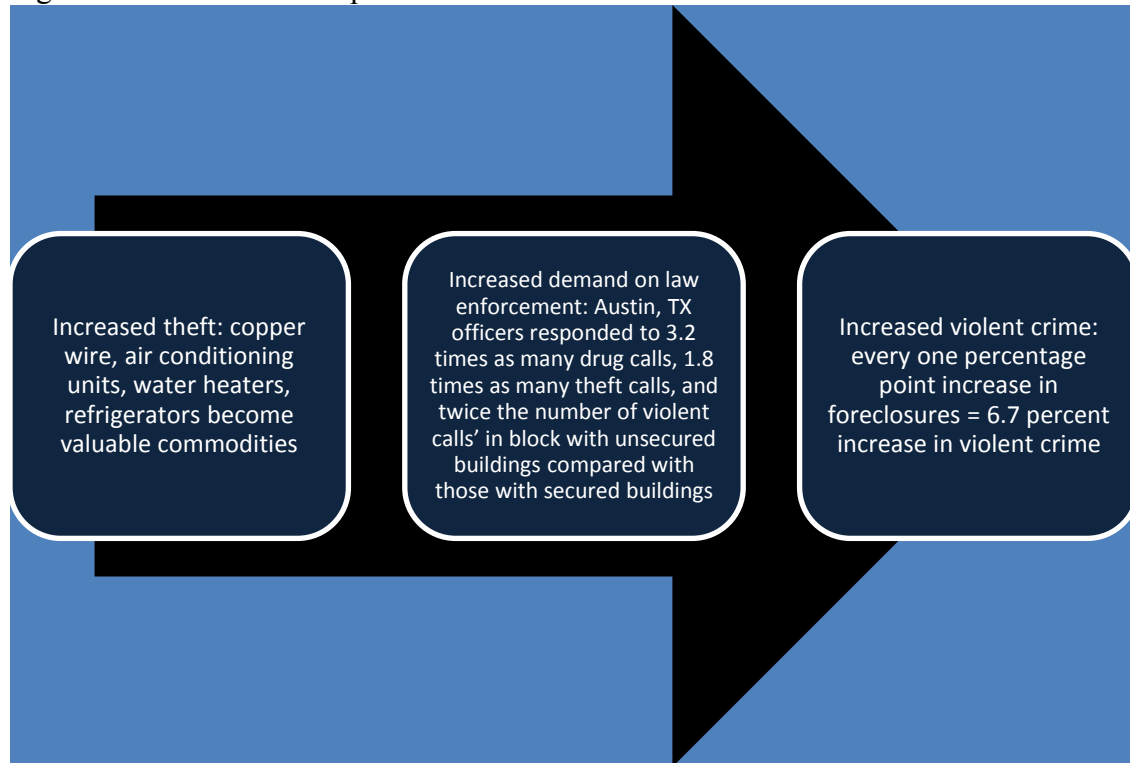 Increased theft: copper
wire, air conditioning
units, water heaters,
refrigerators become
valuable commodities
Increased demand on law
enforcement: Austin, TX
officers responded to 3.2
times as many drug calls, 1.8
times as many theft calls, and
twice the number of violent
calls’ in block with unsecured
buildings compared with
those with secured buildings
Increased violent crime:
every one percentage
point increase in
foreclosures = 6.7 percent
increase in violent crime